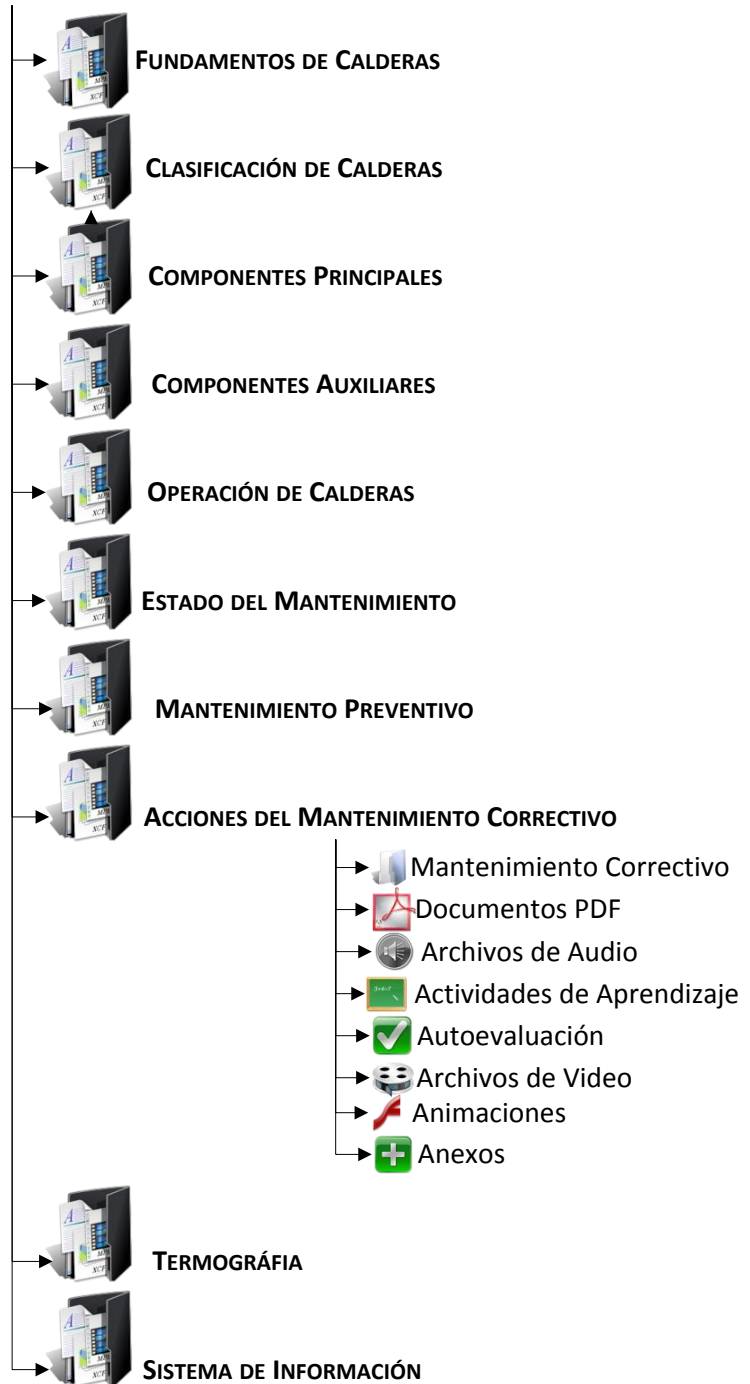 FUNDAMENTOS DE CALDERAS
CLASIFICACIÓN DE CALDERAS
COMPONENTES PRINCIPALES
COMPONENTES AUXILIARES
OPERACIÓN DE CALDERAS
ESTADO DEL MANTENIMIENTO
MANTENIMIENTO PREVENTIVO
ACCIONES DEL MANTENIMIENTO CORRECTIVO
Mantenimiento Correctivo
Documentos PDF
Archivos de Audio
Actividades de Aprendizaje
Autoevaluación
Archivos de Video
Animaciones
Anexos
TERMOGRÁFIA
SISTEMA DE INFORMACIÓN